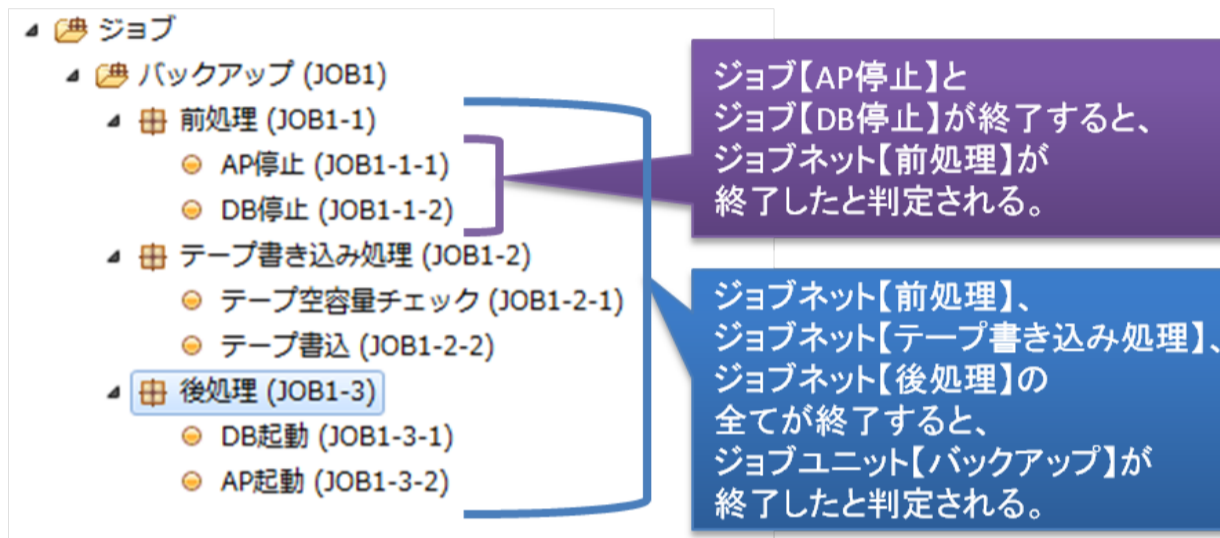 ジョブ
バックアップ (JOB1)
前処理 (JOB1-1)
AP停止 (JOB1-1-1)
DB停止 (JOB1-1-2)
テープ書き込み処理 (JOB1-2)
テープ空容量チェック (JOB1-2-1)
テープ書込 (JOB1-2-2)
後処理 (JOB1-3)
DB起動 (JOB1-3-1)
AP起動 (JOB1-3-2)
ジョブ【AP停止】と
ジョブ【DB停止】が終了すると、
ジョブネット【前処理】が
終了したと判定される。
ジョブネット【前処理】、
ジョブネット【テープ書き込み処理】、
ジョブネット【後処理】の
全てが終了すると、
ジョブユニット【バックアップ】が
終了したと判定される。